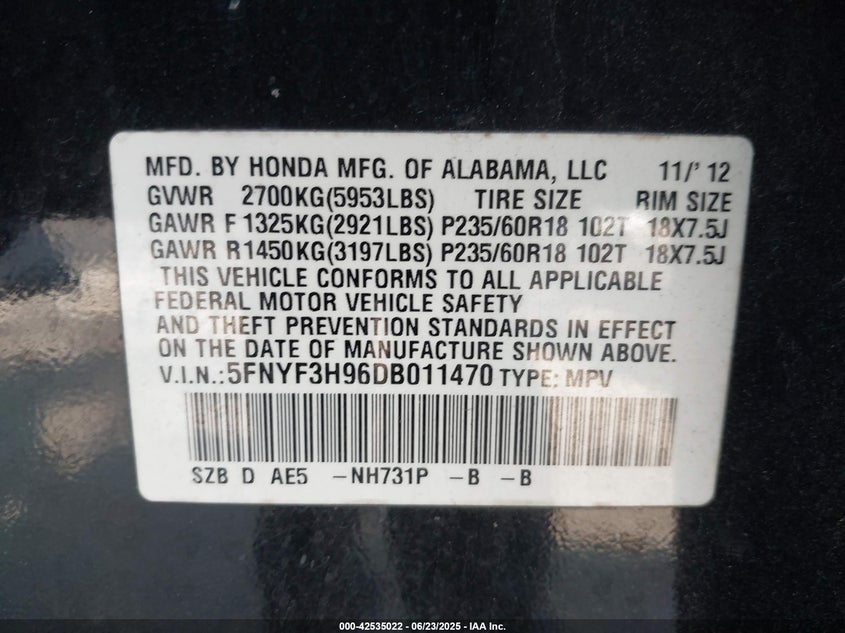 MFD. BY HONDA MFG. OF ALABAMA, LLC 11/' 12
GVWR 2700KG(5953LBS) TIRE SIZE RIM SIZE
GAWR F 1325KG(2921LBS) P235/60R18 102T 18X7.5J
GAWR R1450KG(3197LBS) P235/60R18 102T 18X7.5J
THIS VEHICLE CONFORMS TO ALL APPLICABLE
FEDERAL MOTOR VEHICLE SAFETY
AND THEFT PREVENTION STANDARDS IN EFFECT
ON THE DATE OF MANUFACTURE SHOWN ABOVE.
V.I.N.:5FNYF3H96DB011470 TYPE: MPV
SZB D AE5 -NH731P -B -B
000-42535022 - 06/23/2025 - IAA Inc.